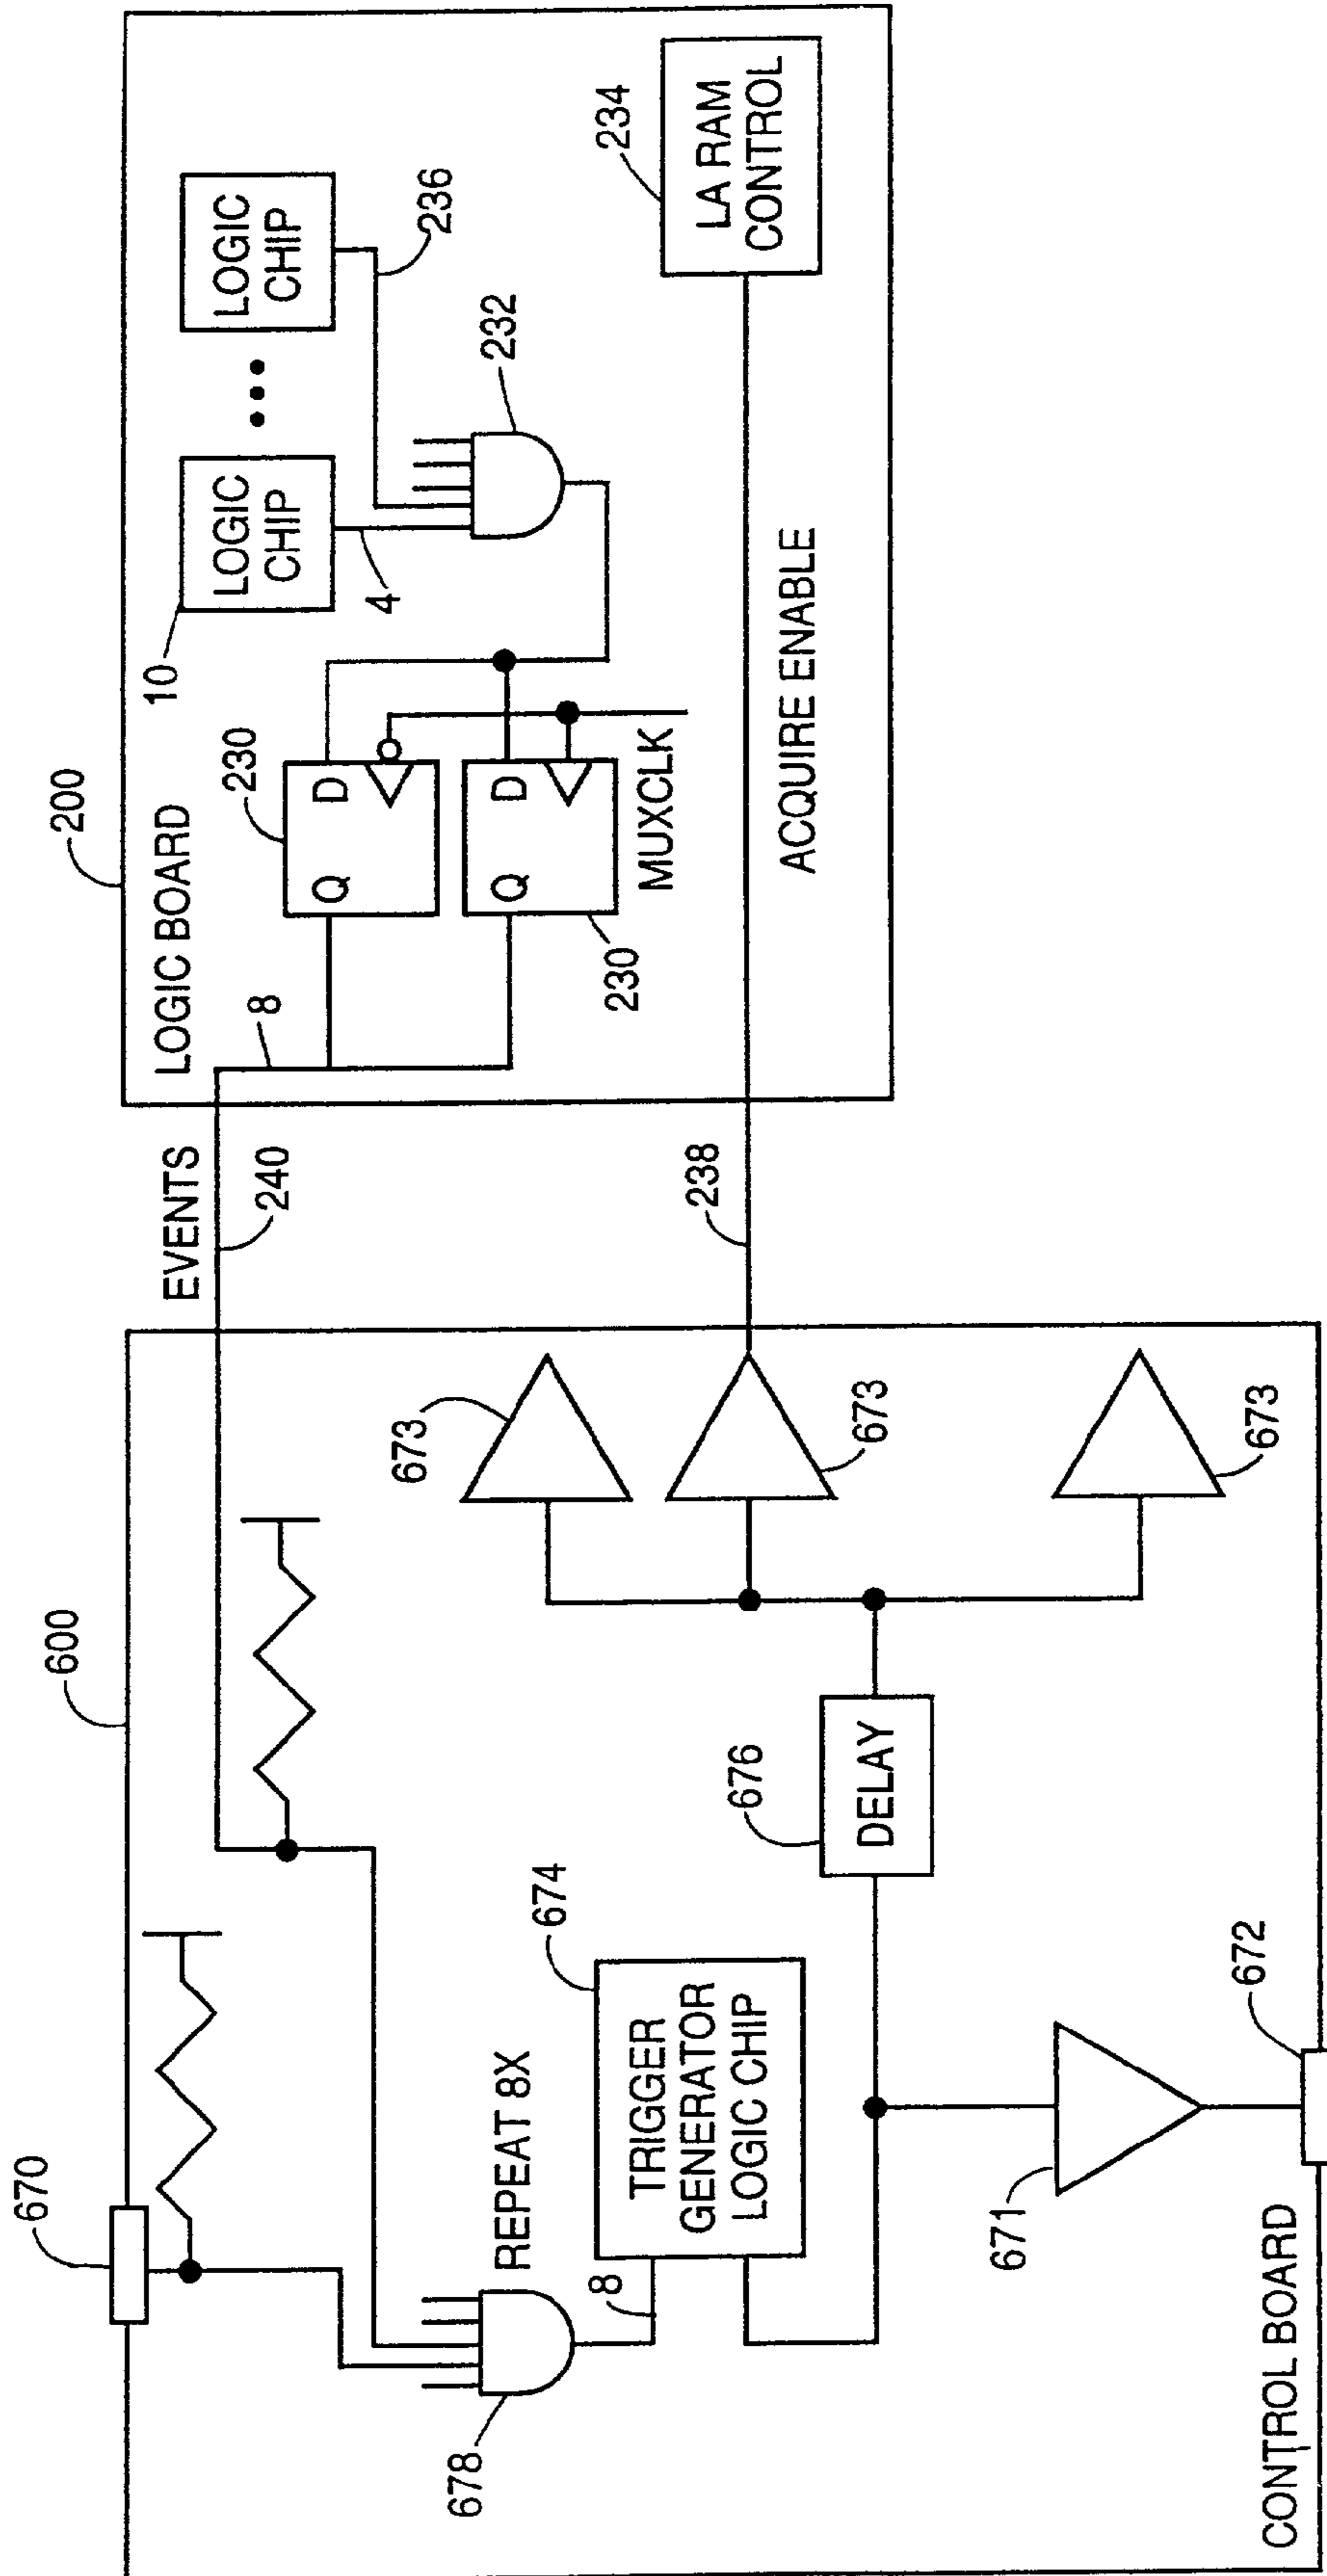 670
600
EVENTS
240
200
LOGIC BOARD
8
230
Q
D
10
LOGIC
CHIP
LOGIC
CHIP
4
236
232
230
Q
D
MUXCLK
234
LA RAM
CONTROL
238
ACQUIRE ENABLE
678
REPEAT 8X
8
674
TRIGGER
GENERATOR
LOGIC CHIP
676
DELAY
673
673
673
671
672
CONTROL BOARD